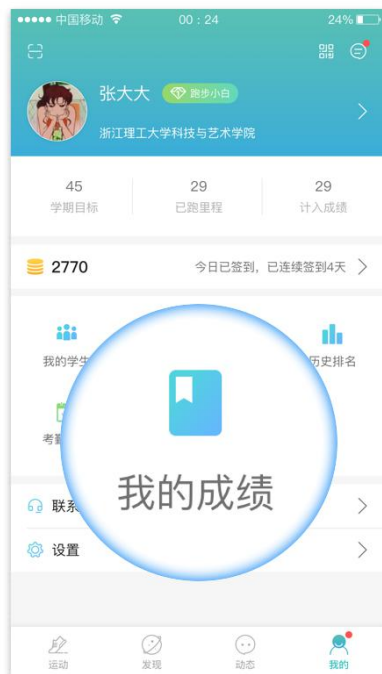 中国移动
00 : 24
24%
张大大
跑步小白
浙江理工大学科技与艺术学院
45
29
29
学期目标
已跑里程
计入成绩
2770
今日已签到，已连续签到4天
我的学生
历史排名
我的成绩
联系
设置
运动
发现
动态
我的